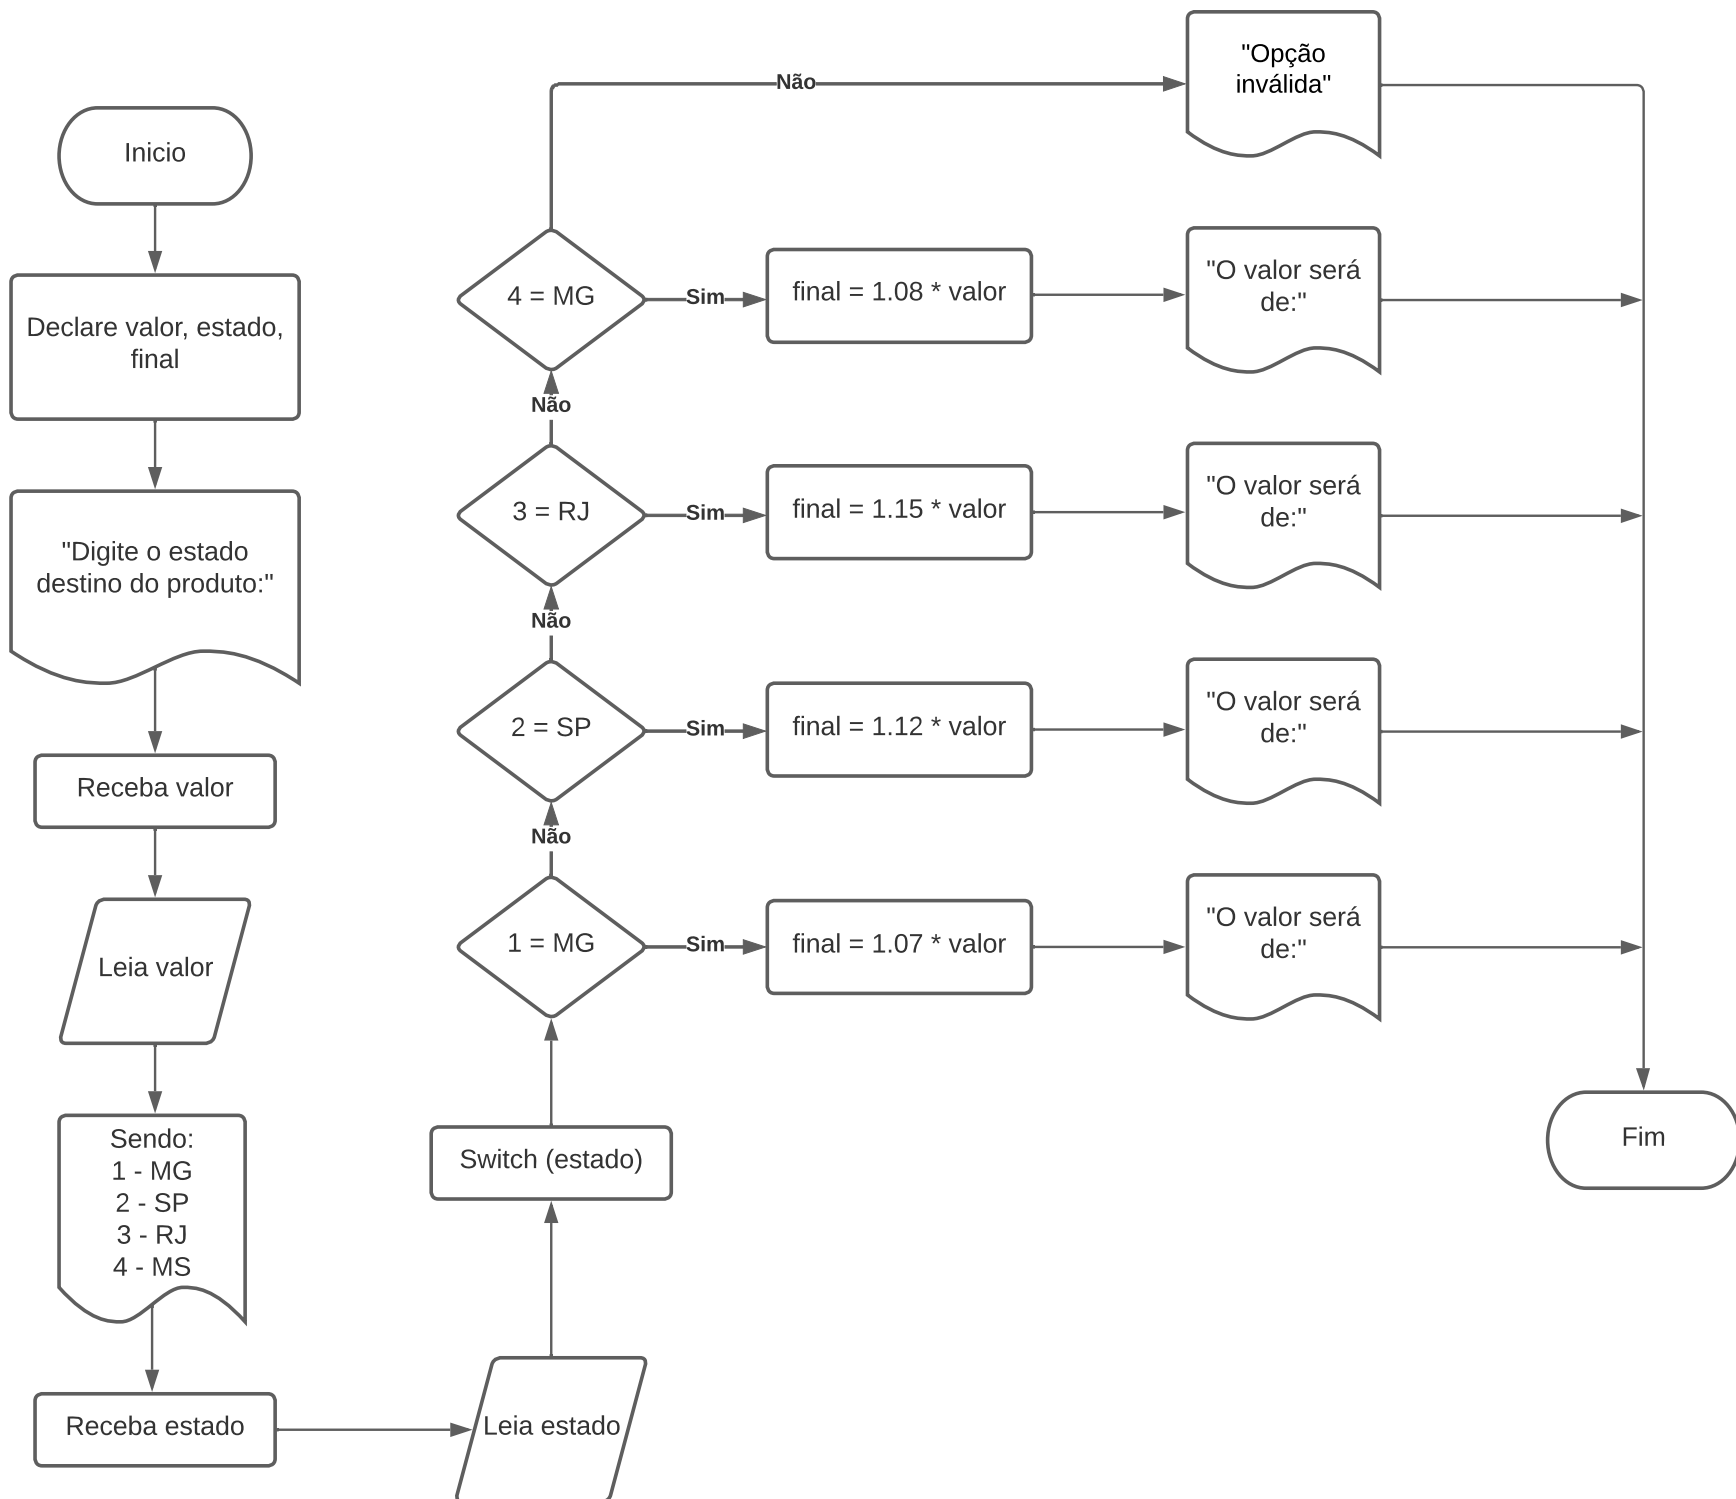 Inicio
Declare valor, estado,
final
"Digite o estado
destino do produto:"
Receba valor
Leia valor
Sendo:
1 - MG
2 - SP
3 - RJ
4 - MS
Receba estado
Leia estado
Switch (estado)
1 = MG
Sim
final = 1.07 * valor
"O valor será
de:"
Não
2 = SP
Sim
final = 1.12 * valor
"O valor será
de:"
Não
3 = RJ
Sim
final = 1.15 * valor
"O valor será
de:"
Não
4 = MG
Sim
final = 1.08 * valor
"O valor será
de:"
Não
"Opção
inválida"
Fim